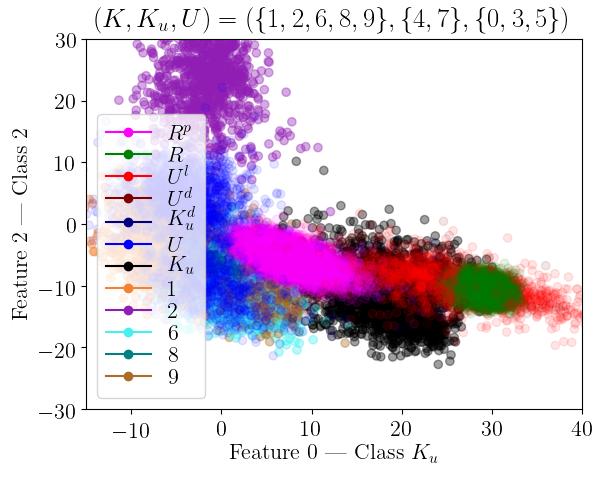 (K, K_u, U) = ({1, 2, 6, 8, 9}, {4, 7}, {0, 3, 5})
30
20
10
0
−10
−20
−30
Feature 2 — Class 2
R^p
R
U^l
U^d
K_u^d
U
K_u
1
2
6
8
9
−10
0
10
20
30
40
Feature 0 — Class K_u